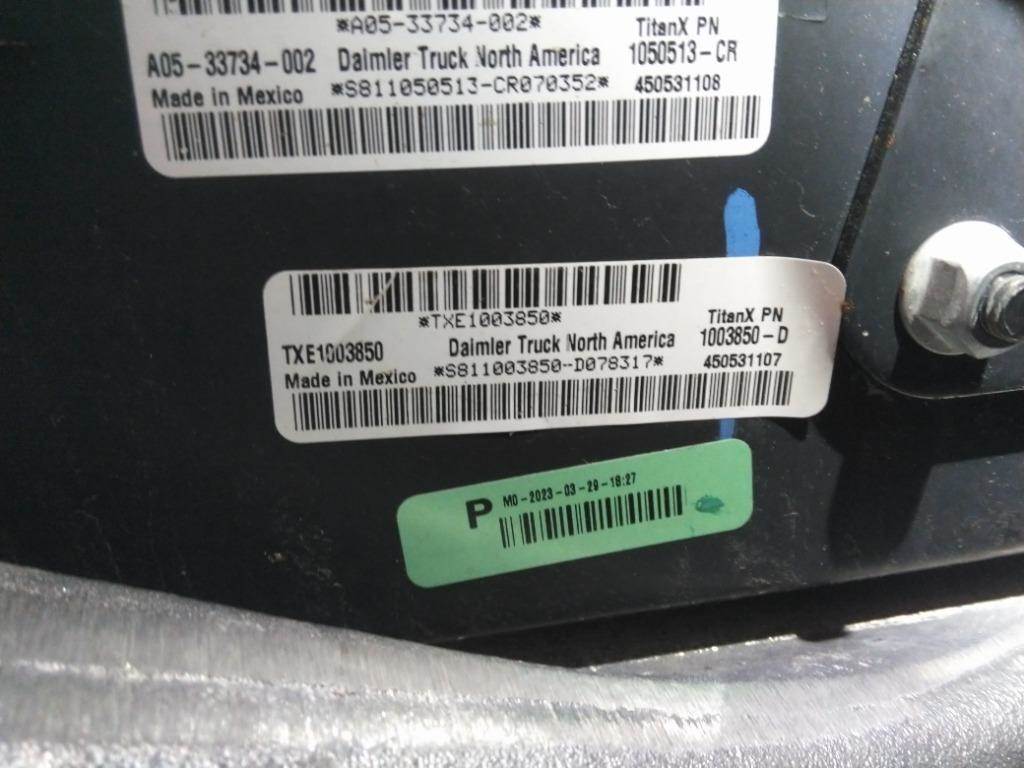 *A05-33734-002*
TitanX PN
A05-33734-002 Daimler Truck North America 1050513-CR
Made in Mexico *S811050513-CR070352* 450531108
*TXE1003850*
TitanX PN
TXE1003850 Daimler Truck North America 1003850-D
Made in Mexico *S811003850-D078317* 450531107
P M0-2023-03-29-18:27